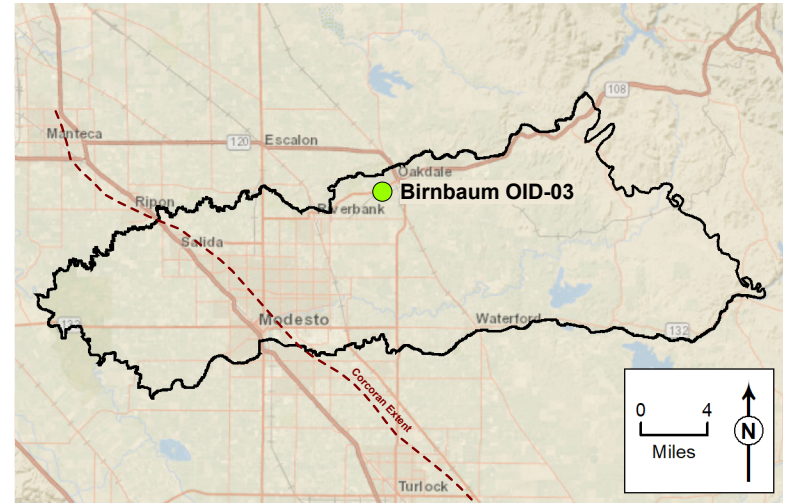 108
Manteca
120
Escalon
Oakdale
Birnbaum OID-03
Ripon
Riverbank
Salida
132
Modesto
Waterford
132
Corcoran Extent
0 4
Miles
N
Turlock